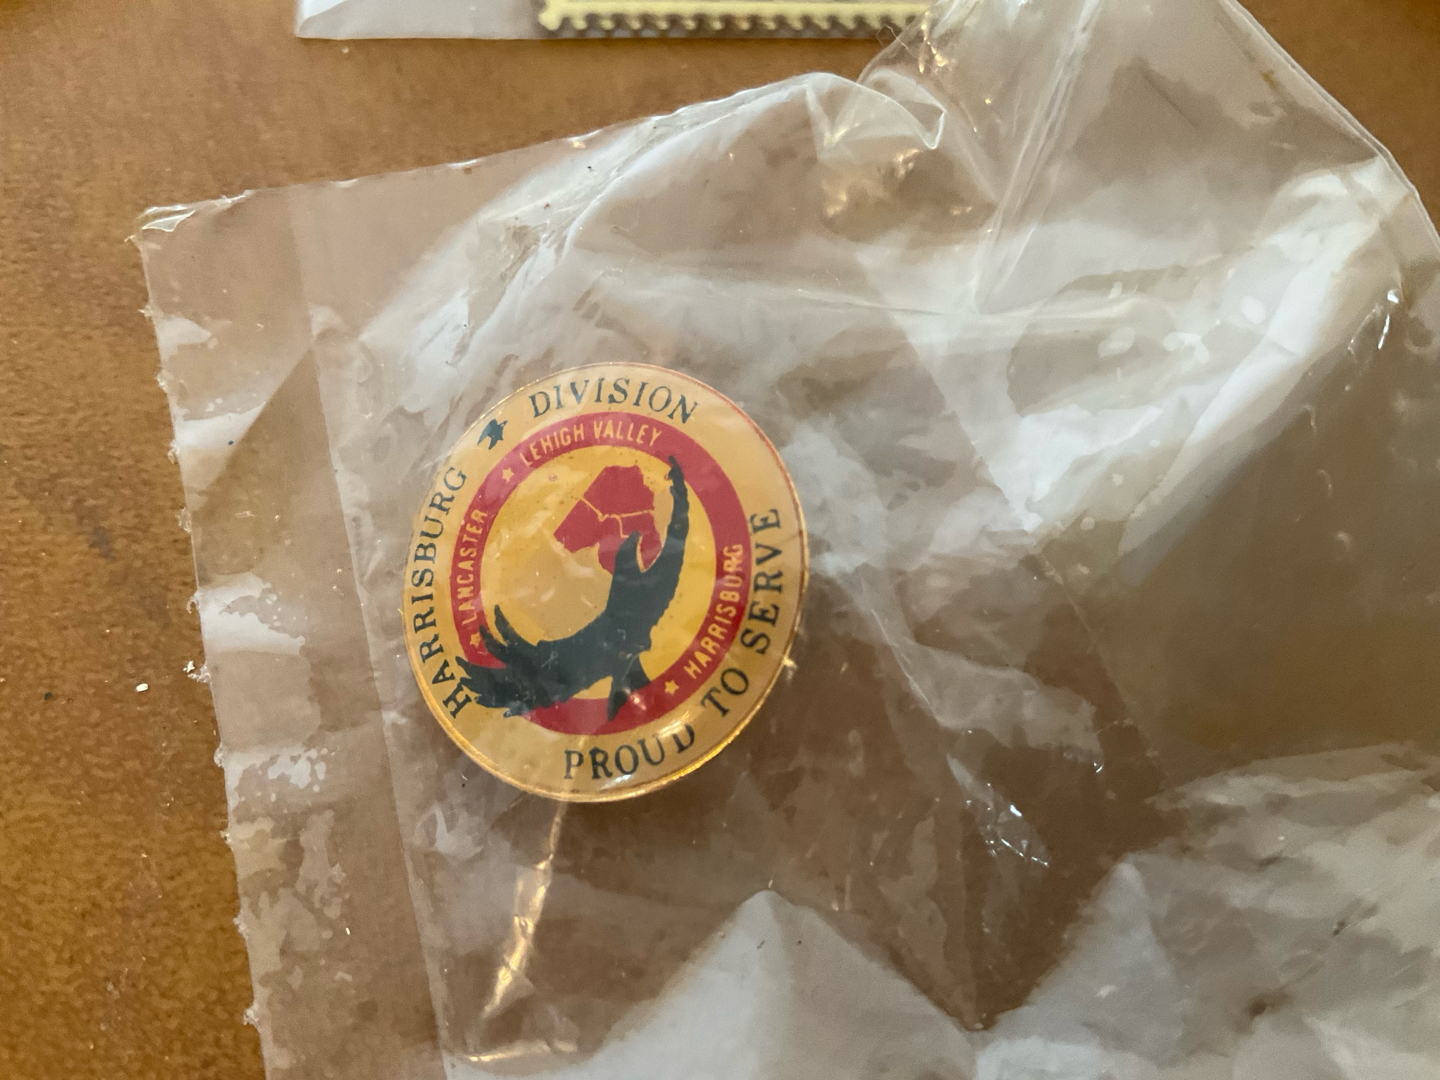 HARRISBURG DIVISION
PROUD TO SERVE
LANCASTER
LEHIGH VALLEY
HARRISBURG